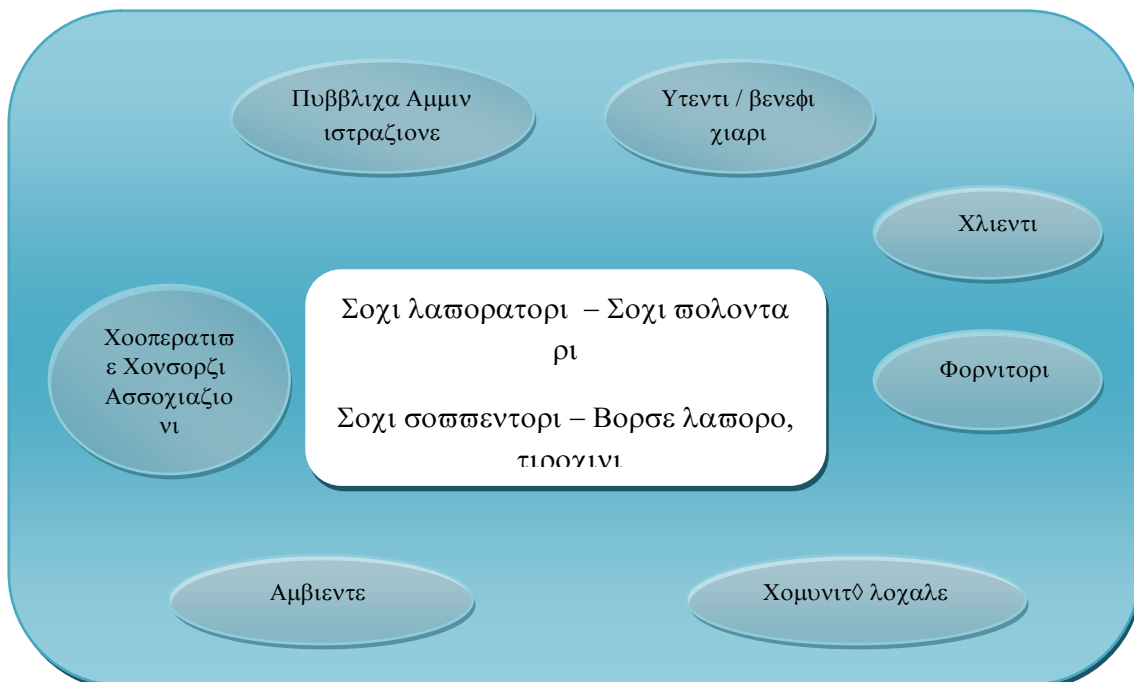 Πυββλιχα Αμμιν
ιστραζιονε
Υτεντι / βενεφι
χιαρι
Χλιεντι
Σοχι λαϖορατορι – Σοχι ϖολοντα
ρι
Χοοπερατιϖ
ε Χονσορζι
Ασσοχιαζιο
νι
Φορνιτορι
Σοχι σοϖϖεντορι – Βορσε λαϖορο,
τιροχινι
Αμβιεντε
Χομυνιτ◊ λοχαλε